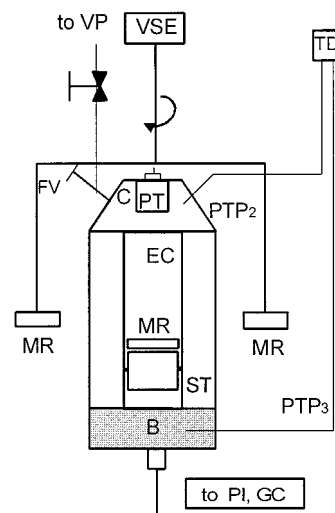 to VP
VSE
TD
FV
C
PT
PTP₂
EC
MR
MR
MR
ST
PTP₃
B
to PI, GC